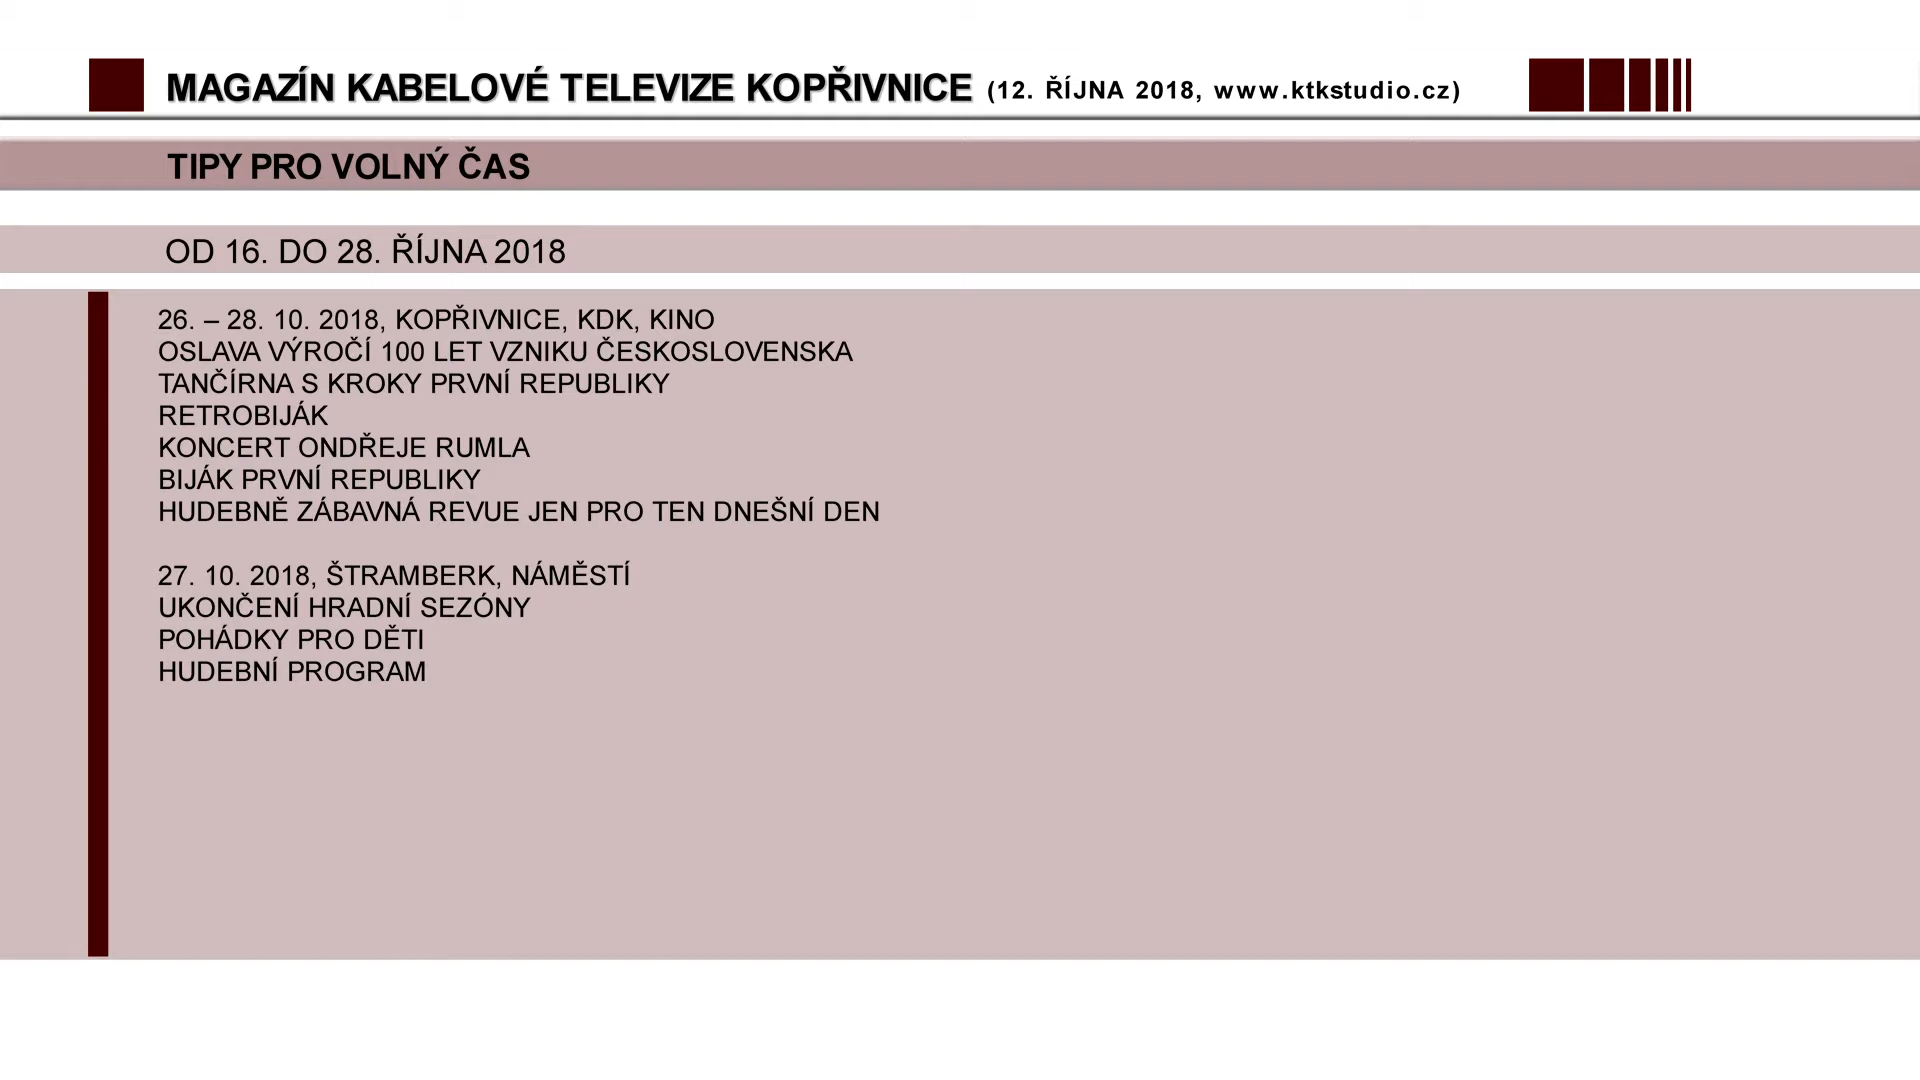 MAGAZÍN KABELOVÉ TELEVIZE KOPŘIVNICE (12. ŘÍJNA 2018, www.ktkstudio.cz)
TIPY PRO VOLNÝ ČAS
OD 16. DO 28. ŘÍJNA 2018
26. – 28. 10. 2018, KOPŘIVNICE, KDK, KINO
OSLAVA VÝROČÍ 100 LET VZNIKU ČESKOSLOVENSKA
TANČÍRNA S KROKY PRVNÍ REPUBLIKY
RETROBIJÁK
KONCERT ONDŘEJE RUMLA
BIJÁK PRVNÍ REPUBLIKY
HUDEBNĚ ZÁBAVNÁ REVUE JEN PRO TEN DNEŠNÍ DEN
27. 10. 2018, ŠTRAMBERK, NÁMĚSTÍ
UKONČENÍ HRADNÍ SEZÓNY
POHÁDKY PRO DĚTI
HUDEBNÍ PROGRAM